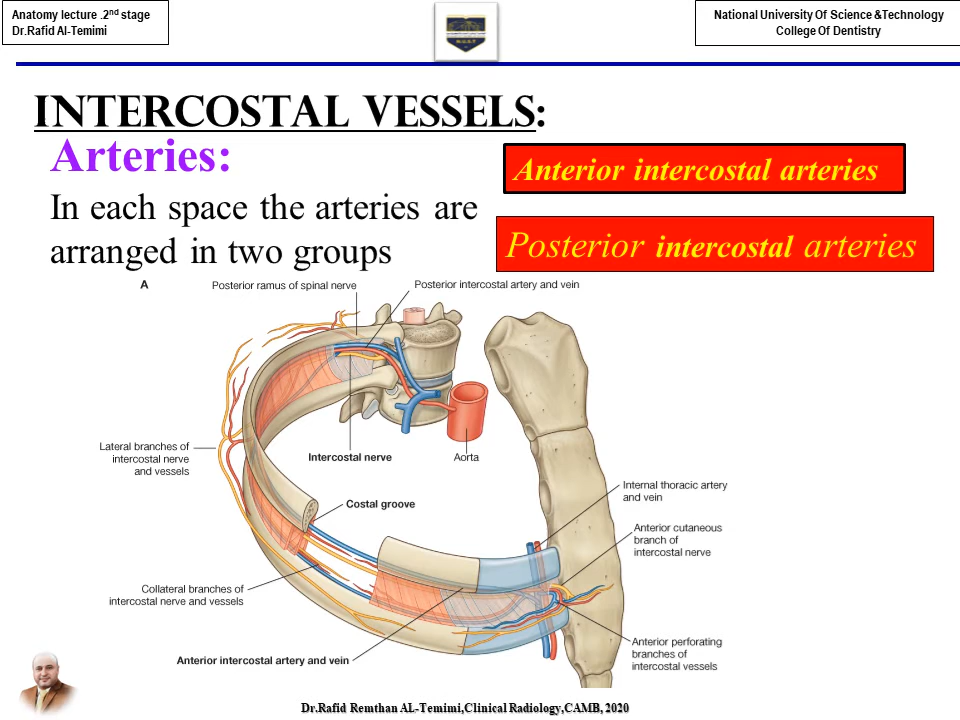 Anatomy lecture .2nd stage
Dr.Rafid Al-Temimi
National University Of Science &Technology
College Of Dentistry
INTERCOSTAL VESSELS:
Arteries:
In each space the arteries are
arranged in two groups
Anterior intercostal arteries
Posterior intercostal arteries
A
Posterior ramus of spinal nerve
Posterior intercostal artery and vein
Lateral branches of
intercostal nerve
and vessels
Intercostal nerve
Aorta
Costal groove
Internal thoracic artery
and vein
Anterior cutaneous
branch of
intercostal nerve
Collateral branches of
intercostal nerve and vessels
Anterior intercostal artery and vein
Anterior perforating
branches of
intercostal vessels
Dr.Rafid Remthan AL-Temimi,Clinical Radiology,CAMB, 2020